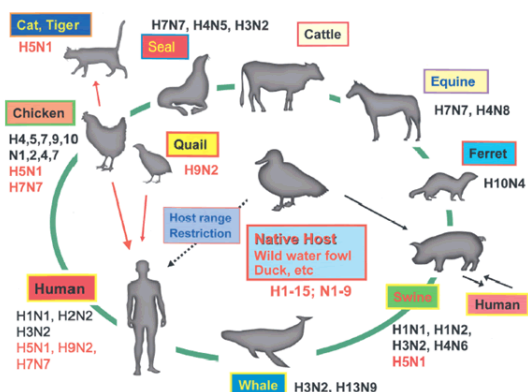 Cat, Tiger
H5N1
Seal
H7N7, H4N5, H3N2
Cattle
Equine
H7N7, H4N8
Chicken
H4,5,7,9,10
N1,2,4,7
H5N1
H7N7
Quail
H9N2
Ferret
H10N4
Host range
Restriction
Native Host
Wild water fowl
Duck, etc
H1-15; N1-9
Human
H1N1, H2N2
H3N2
H5N1, H9N2,
H7N7
Swine
Human
H1N1, H1N2,
H3N2, H4N6
H5N1
Whale
H3N2, H13N9